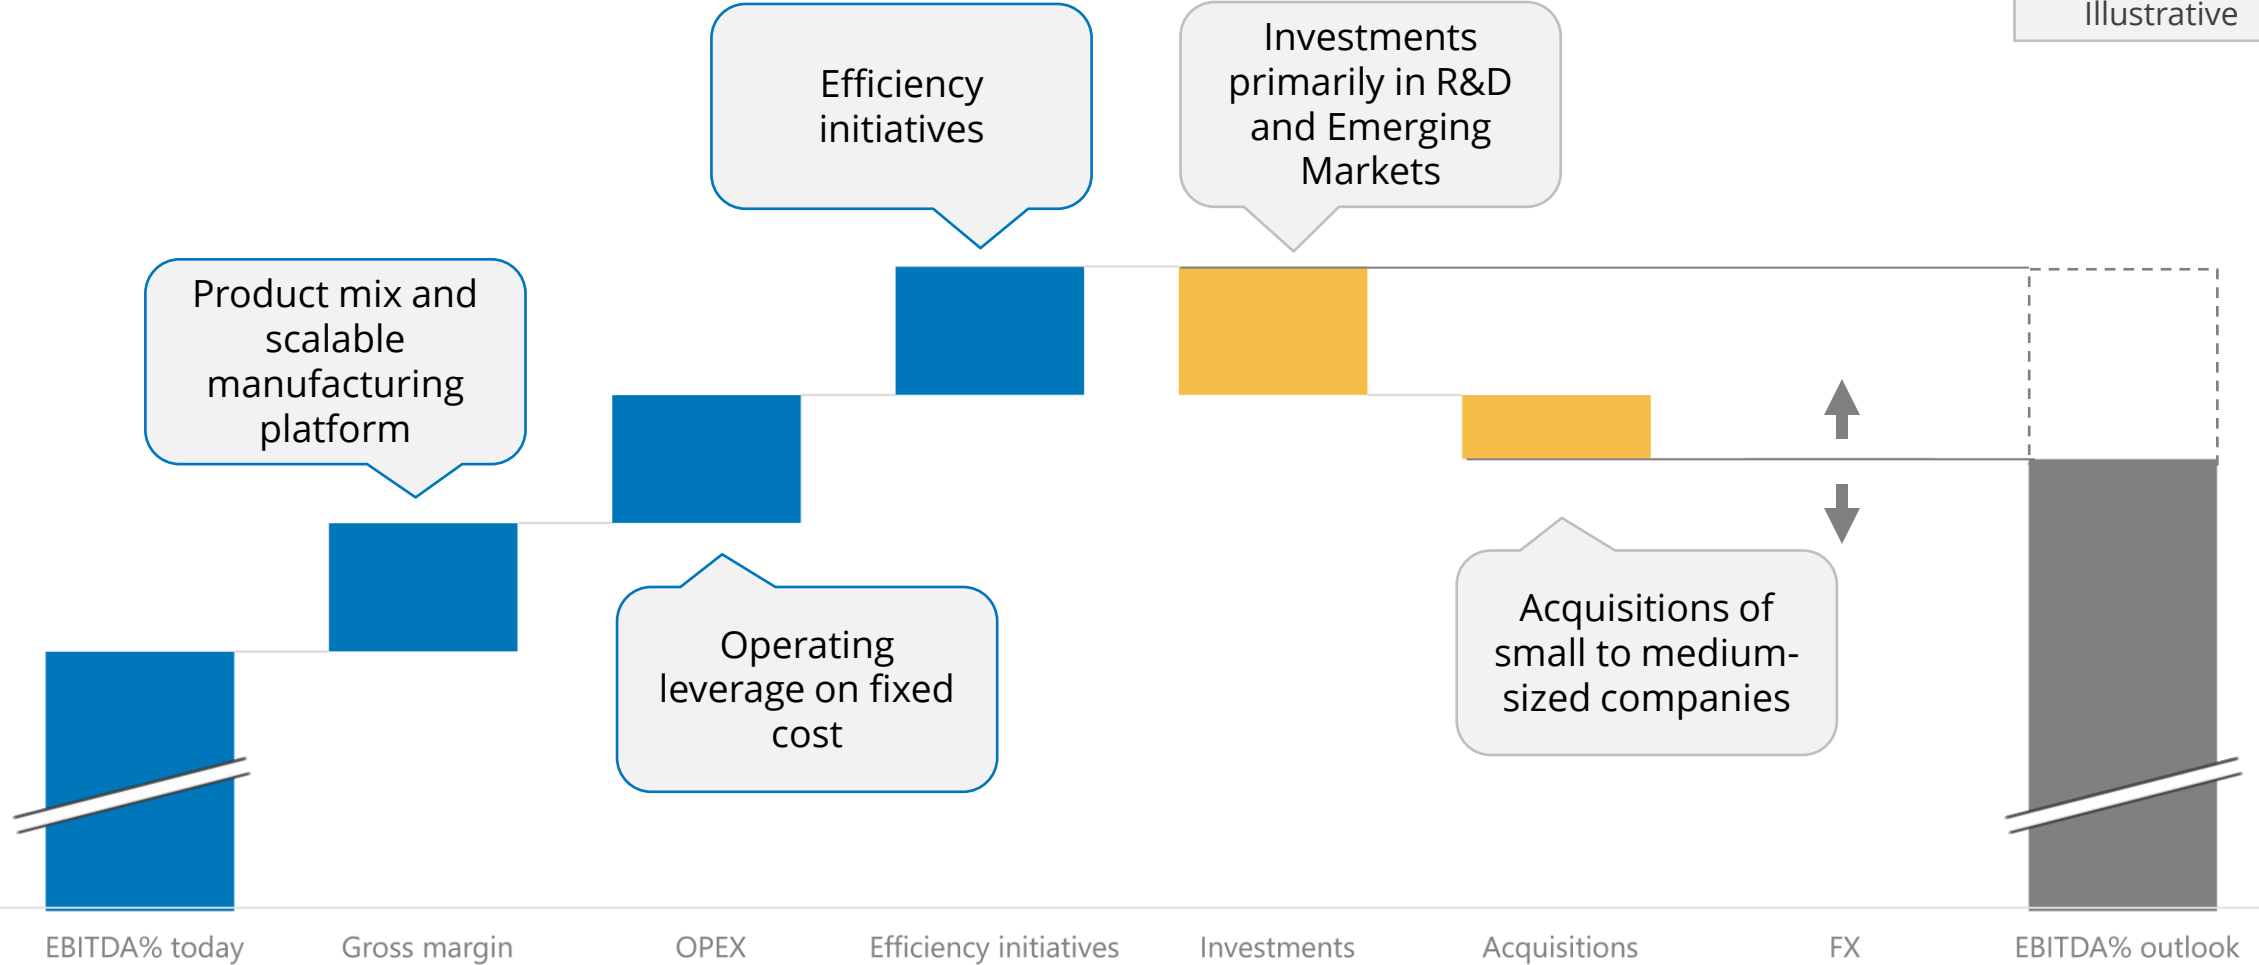 Illustrative
Efficiency
initiatives
Investments
primarily in R&D
and Emerging
Markets
Product mix and
scalable
manufacturing
platform
Operating
leverage on fixed
cost
Acquisitions of
small to medium-
sized companies
EBITDA% today
Gross margin
OPEX
Efficiency initiatives
Investments
Acquisitions
FX
EBITDA% outlook